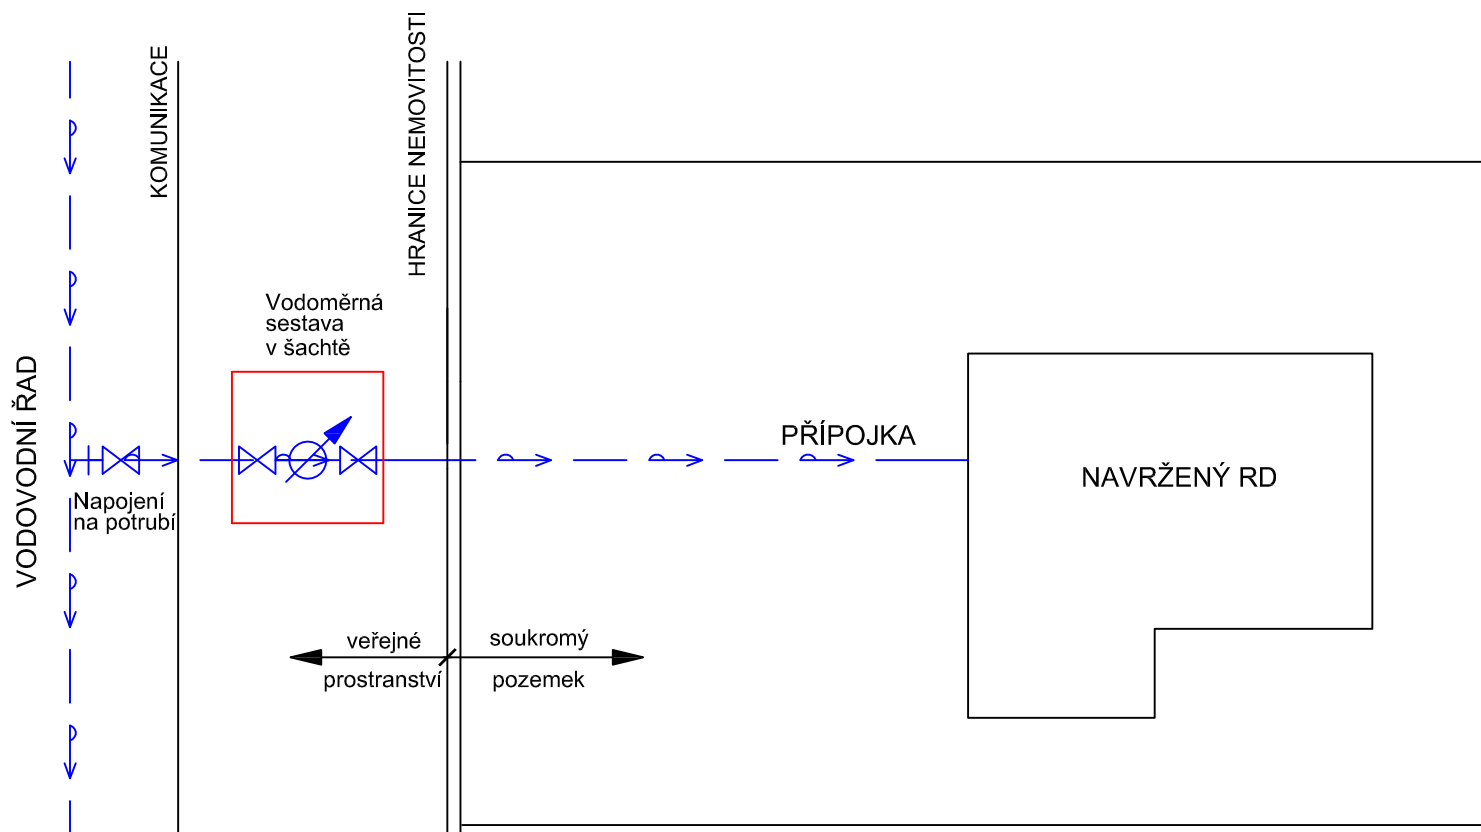 VODOVODNÍ ŘAD
KOMUNIKACE
HRANICE NEMOVITOSTI
Vodoměrná
sestava
v šachtě
Napojení
na potrubí
PŘÍPOJKA
NAVRŽENÝ RD
veřejné
prostranství
soukromý
pozemek